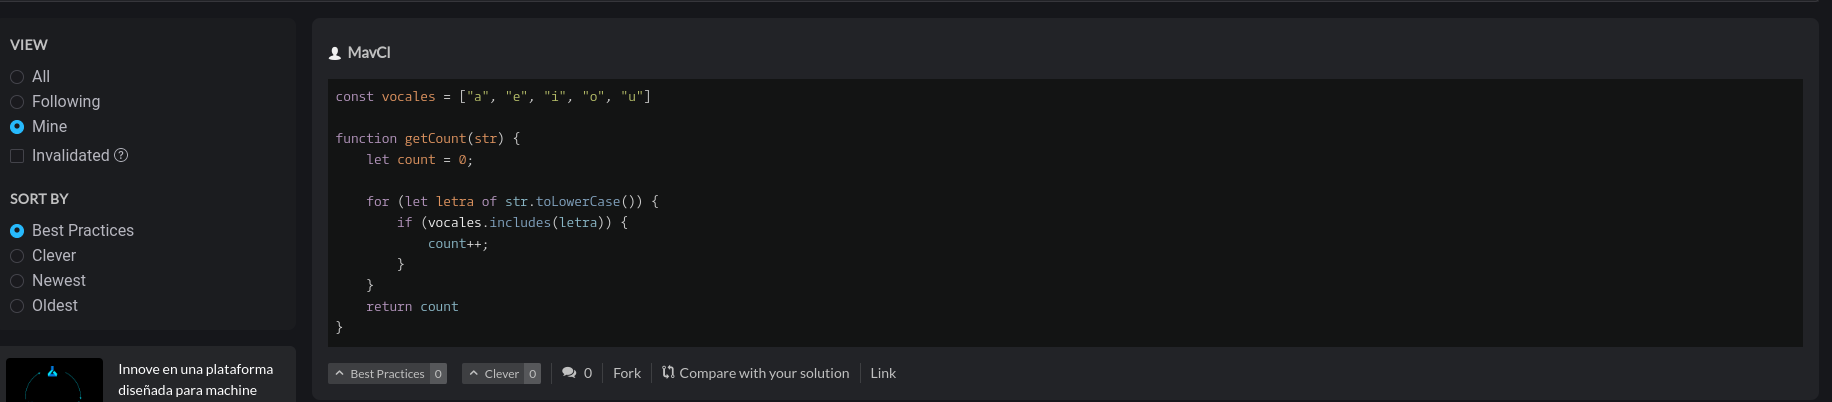 VIEW
All
Following
Mine
Invalidated ?
SORT BY
Best Practices
Clever
Newest
Oldest
Innove en una plataforma
diseñada para machine
MavCl
const vocales = ["a", "e", "i", "o", "u"]
function getCount(str) {
    let count = 0;
    for (let letra of str.toLowerCase()) {
        if (vocales.includes(letra)) {
            count++;
        }
    }
    return count
}
Best Practices 0 Clever 0 0 Fork Compare with your solution Link